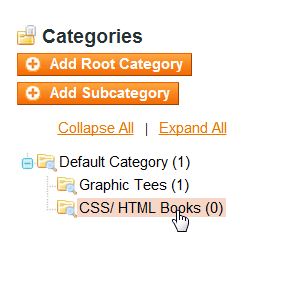 Categories
Add Root Category
Add Subcategory
Collapse All | Expand All
Default Category (1)
Graphic Tees (1)
CSS/ HTML Books (0)